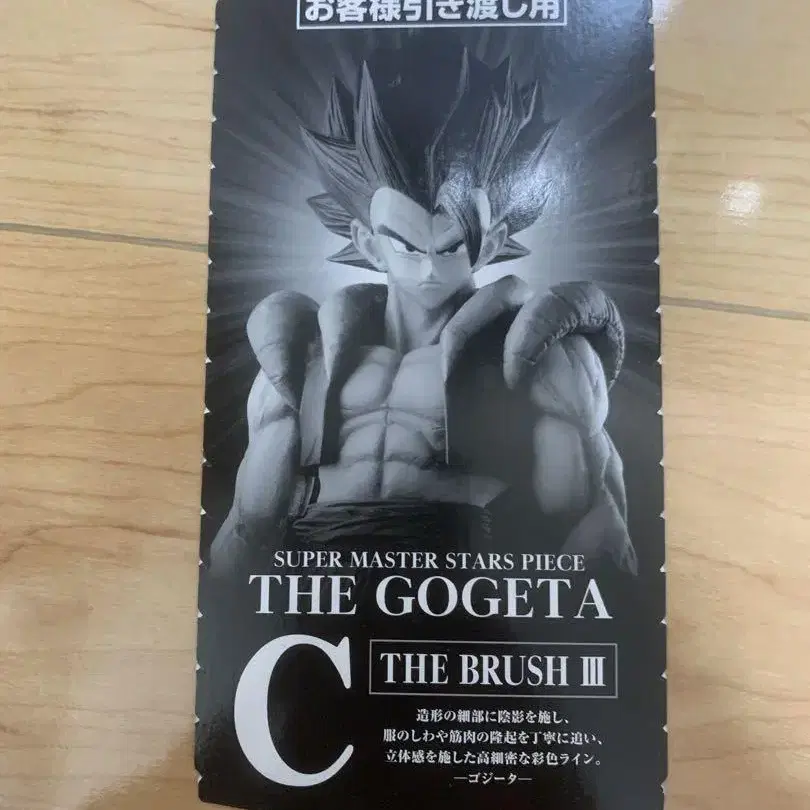 お客様引き渡し用
SUPER MASTER STARS PIECE
THE GOGETA
C
THE BRUSH Ⅲ
造形の細部に陰影を施し、
服のしわや筋肉の隆起を丁寧に追い、
立体感を施した高細密な彩色ライン。
―ゴジータ―